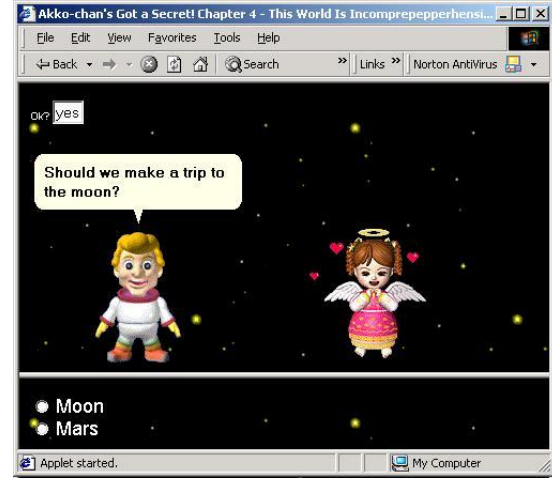 Akko-chan's Got a Secret! Chapter 4 - This World Is Incomprepepperhensi...
File Edit View Favorites Tools Help
Back Search » Links » Norton AntiVirus
Ok? yes
Should we make a trip to
the moon?
Moon
Mars
Applet started. My Computer